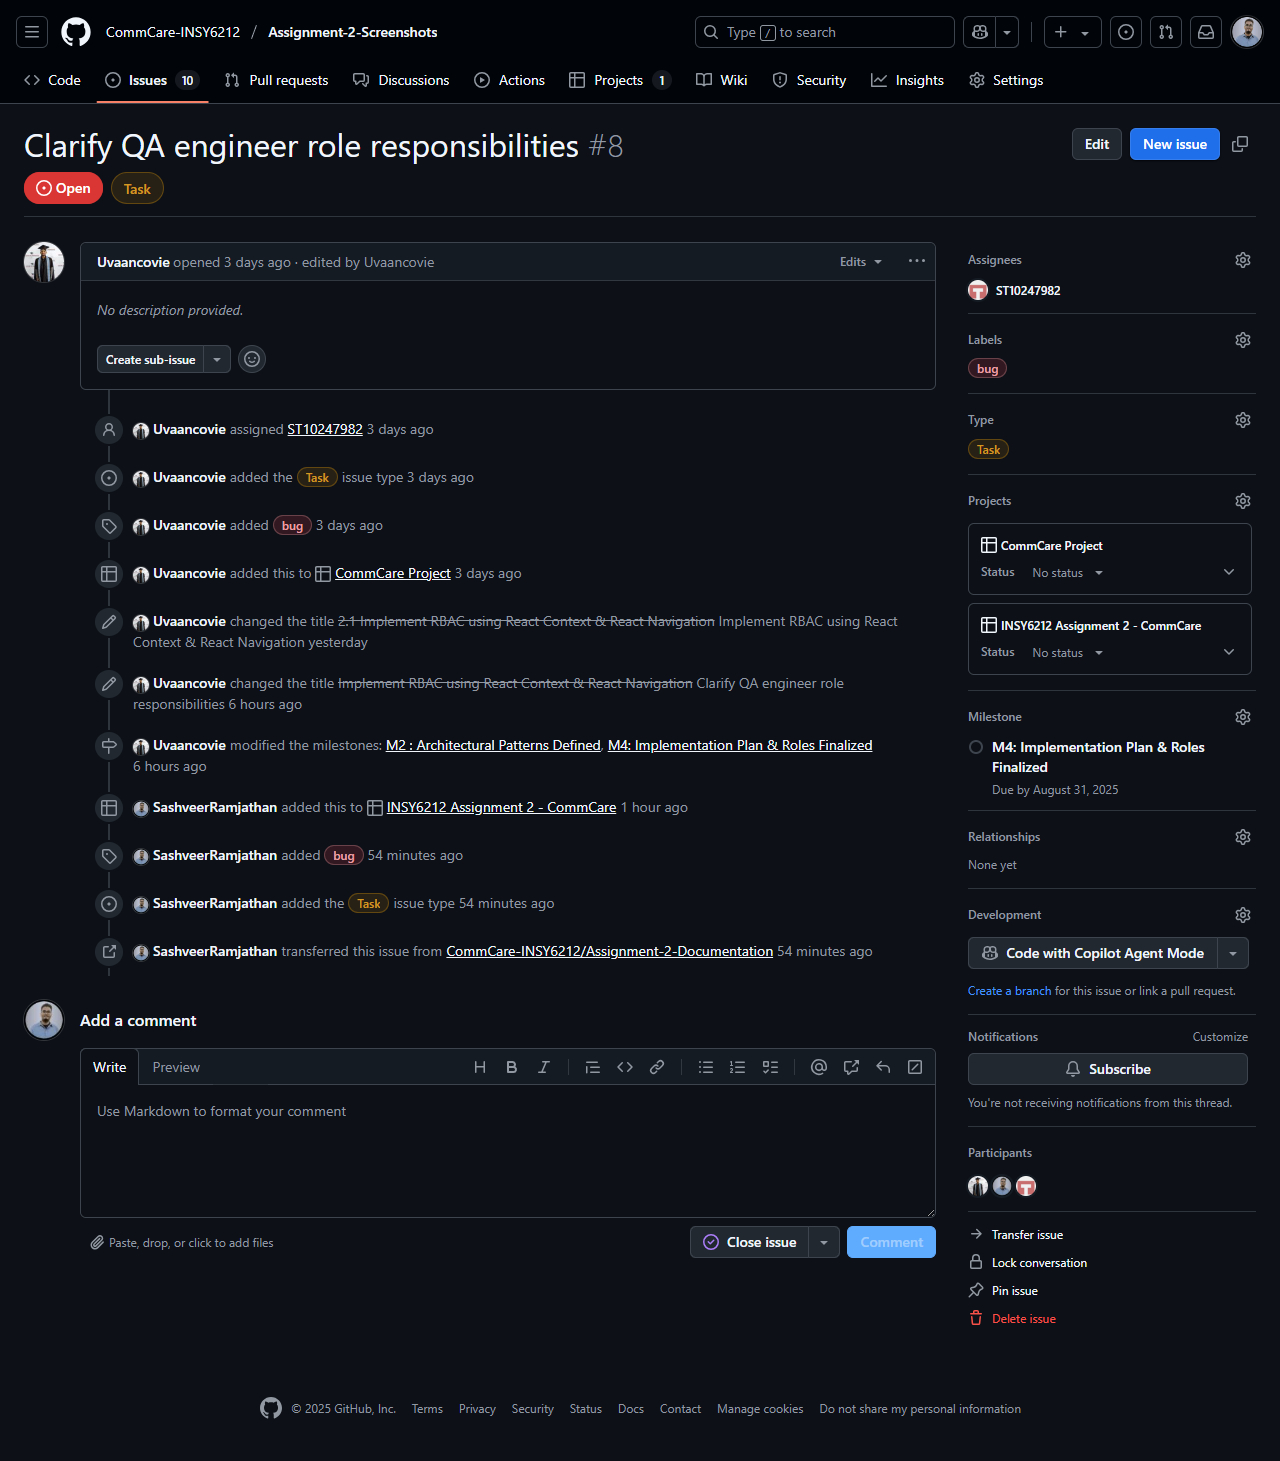 CommCare-INSY6212 / Assignment-2-Screenshots
Type / to search
Code
Issues 10
Pull requests
Discussions
Actions
Projects 1
Wiki
Security
Insights
Settings
Clarify QA engineer role responsibilities #8
Edit
New issue
Open
Task
Uvaancovie opened 3 days ago · edited by Uvaancovie
Edits
No description provided.
Create sub-issue
Uvaancovie assigned ST10247982 3 days ago
Uvaancovie added the Task issue type 3 days ago
Uvaancovie added bug 3 days ago
Uvaancovie added this to CommCare Project 3 days ago
Uvaancovie changed the title 2.1 Implement RBAC using React Context & React Navigation Implement RBAC using React
Context & React Navigation yesterday
Uvaancovie changed the title Implement RBAC using React Context & React Navigation Clarify QA engineer role
responsibilities 6 hours ago
Uvaancovie modified the milestones: M2 : Architectural Patterns Defined, M4: Implementation Plan & Roles Finalized
6 hours ago
SashveerRamjathan added this to INSY6212 Assignment 2 - CommCare 1 hour ago
SashveerRamjathan added bug 54 minutes ago
SashveerRamjathan added the Task issue type 54 minutes ago
SashveerRamjathan transferred this issue from CommCare-INSY6212/Assignment-2-Documentation 54 minutes ago
Add a comment
Write
Preview
Use Markdown to format your comment
Paste, drop, or click to add files
Close issue
Comment
Assignees
ST10247982
Labels
bug
Type
Task
Projects
CommCare Project
Status No status
INSY6212 Assignment 2 - CommCare
Status No status
Milestone
M4: Implementation Plan & Roles
Finalized
Due by August 31, 2025
Relationships
None yet
Development
Code with Copilot Agent Mode
Create a branch for this issue or link a pull request.
Notifications
Customize
Subscribe
You're not receiving notifications from this thread.
Participants
Transfer issue
Lock conversation
Pin issue
Delete issue
© 2025 GitHub, Inc.
Terms
Privacy
Security
Status
Docs
Contact
Manage cookies
Do not share my personal information